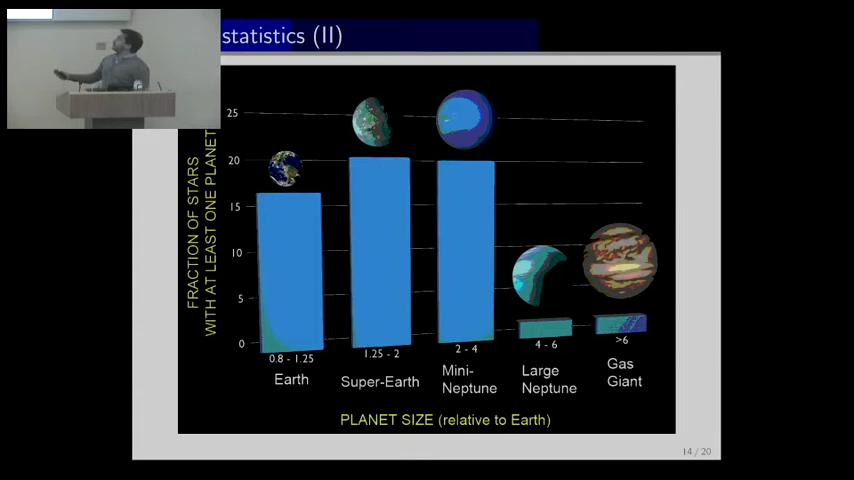 statistics (II)
FRACTION OF STARS
WITH AT LEAST ONE PLANET
25
20
15
10
5
0
0.8 - 1.25
1.25 - 2
2 - 4
4 - 6
>6
Earth
Super-Earth
Mini-
Neptune
Large
Neptune
Gas
Giant
PLANET SIZE (relative to Earth)
14 / 20